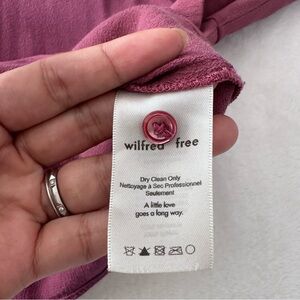 wilfred free
Dry Clean Only
Nettoyage à Sec Professionnel
Seulement
A little love
goes a long way.